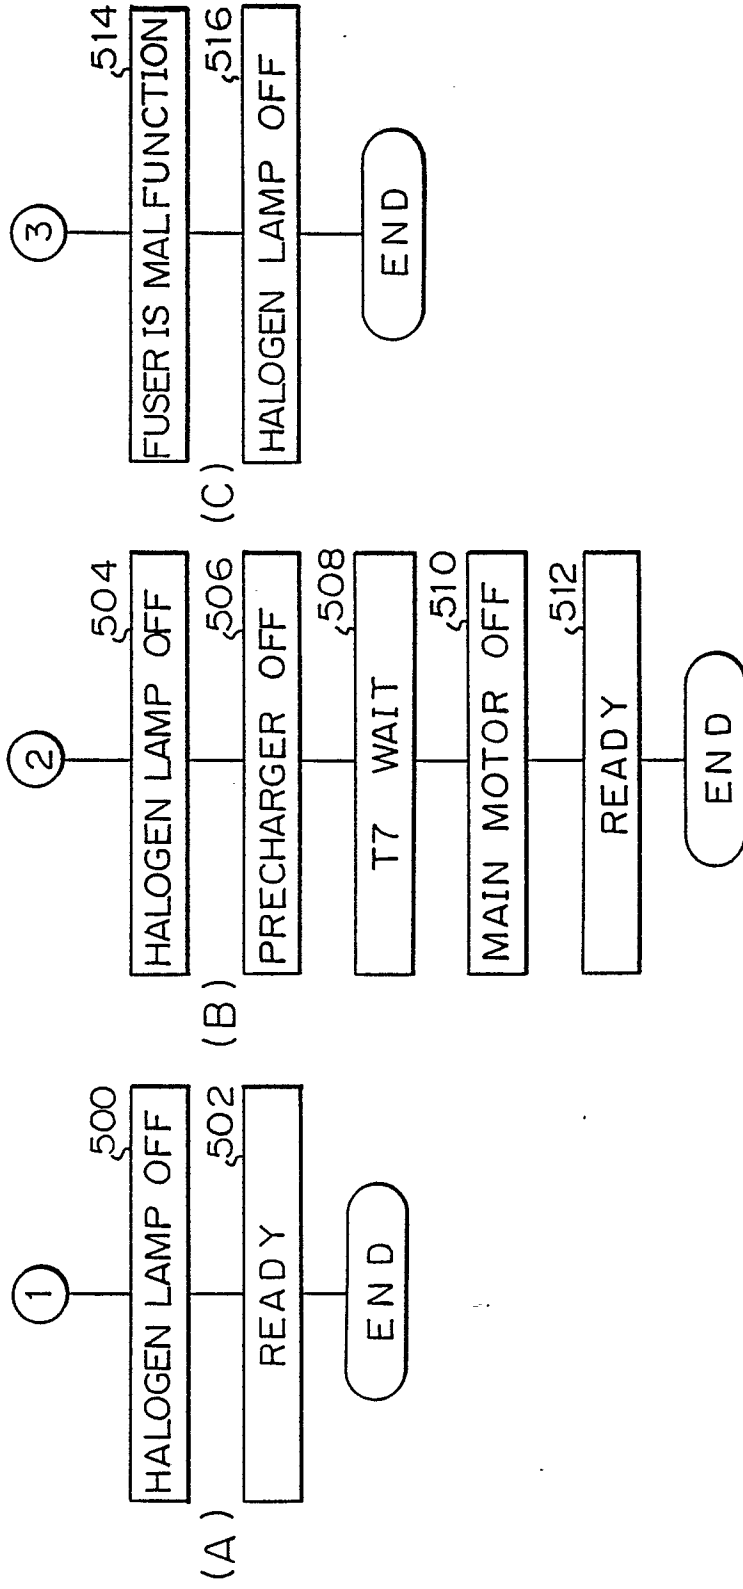 (A)
1
500
HALOGEN LAMP OFF
502
READY
END
(B)
2
504
HALOGEN LAMP OFF
506
PRECHARGER OFF
508
T7 WAIT
510
MAIN MOTOR OFF
512
READY
END
(C)
3
514
FUSER IS MALFUNCTION
516
HALOGEN LAMP OFF
END